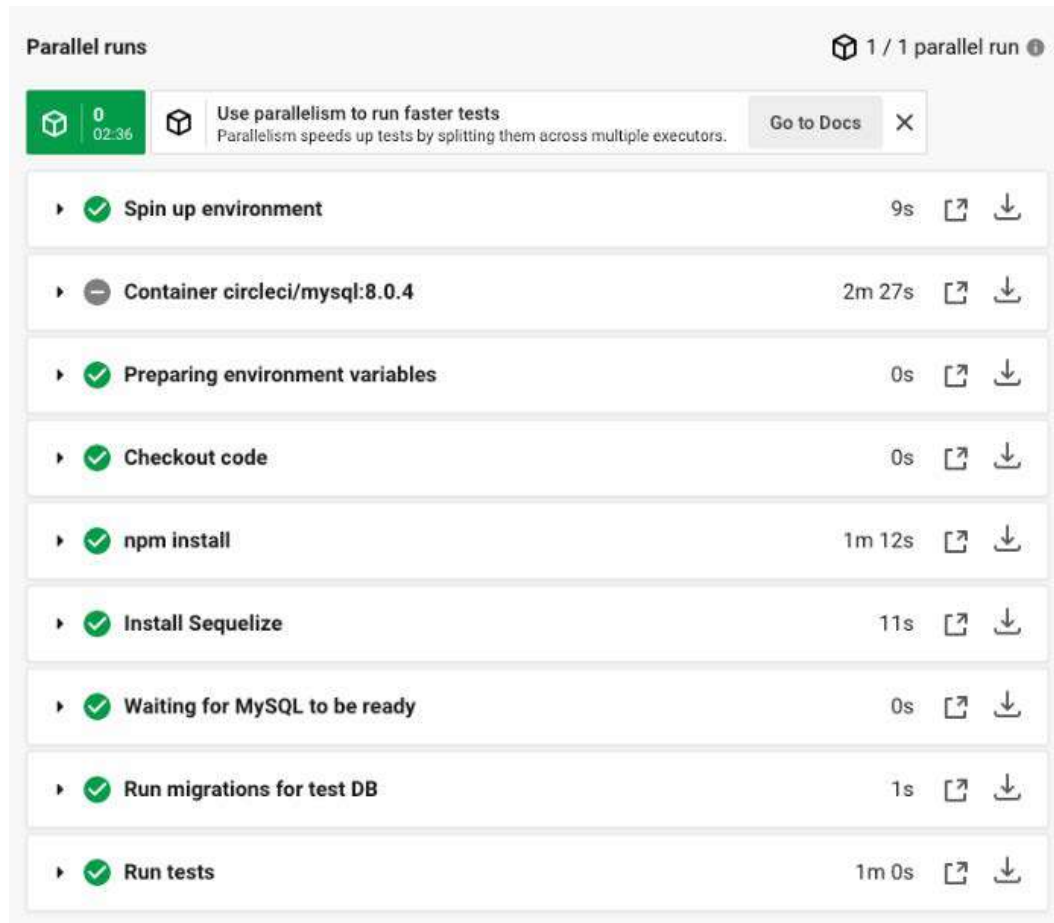 Parallel runs
1 / 1 parallel run
0
02:36
Use parallelism to run faster tests
Parallelism speeds up tests by splitting them across multiple executors.
Go to Docs
Spin up environment 9s
Container circleci/mysql:8.0.4 2m 27s
Preparing environment variables 0s
Checkout code 0s
npm install 1m 12s
Install Sequelize 11s
Waiting for MySQL to be ready 0s
Run migrations for test DB 1s
Run tests 1m 0s